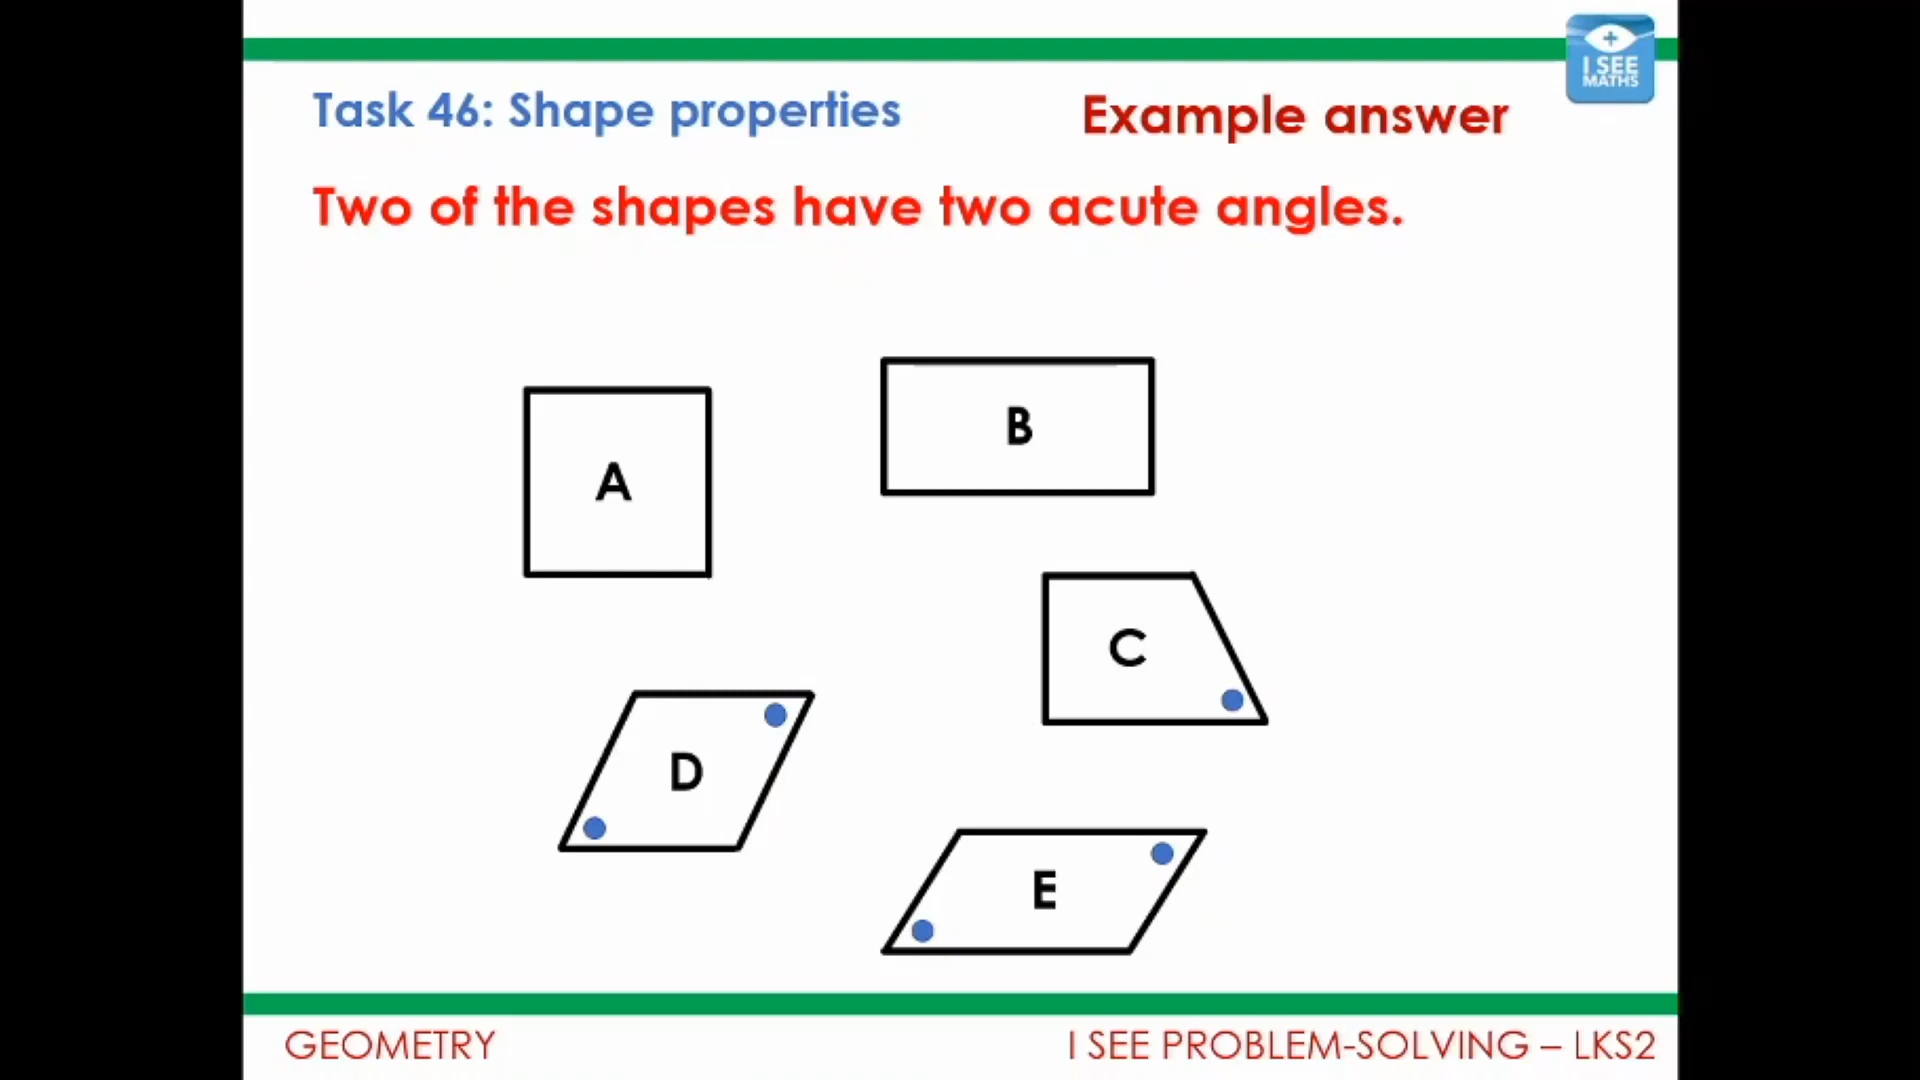 I SEE
MATHS
Task 46: Shape properties
Example answer
Two of the shapes have two acute angles.
A
B
C
D
E
GEOMETRY
I SEE PROBLEM-SOLVING – LKS2